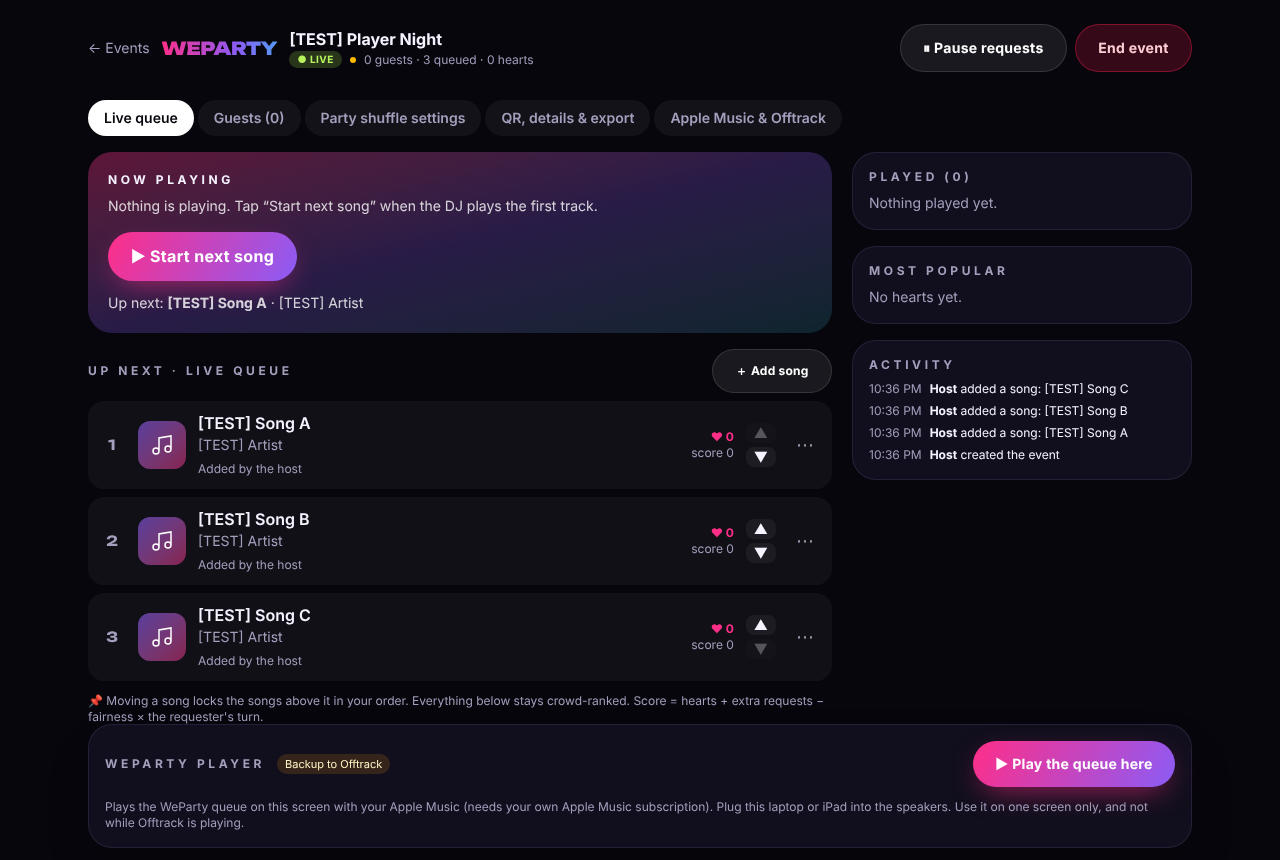 ← Events
WEPARTY
[TEST] Player Night
LIVE
0 guests · 3 queued · 0 hearts
Pause requests
End event
Live queue
Guests (0)
Party shuffle settings
QR, details & export
Apple Music & Offtrack
NOW PLAYING
Nothing is playing. Tap “Start next song” when the DJ plays the first track.
▶ Start next song
Up next: [TEST] Song A · [TEST] Artist
UP NEXT · LIVE QUEUE
+ Add song
1
[TEST] Song A
[TEST] Artist
Added by the host
♥ 0
score 0
▲
▼
⋯
2
[TEST] Song B
[TEST] Artist
Added by the host
♥ 0
score 0
▲
▼
⋯
3
[TEST] Song C
[TEST] Artist
Added by the host
♥ 0
score 0
▲
▼
⋯
📌 Moving a song locks the songs above it in your order. Everything below stays crowd-ranked. Score = hearts + extra requests −
fairness × the requester's turn.
PLAYED (0)
Nothing played yet.
MOST POPULAR
No hearts yet.
ACTIVITY
10:36 PM Host added a song: [TEST] Song C
10:36 PM Host added a song: [TEST] Song B
10:36 PM Host added a song: [TEST] Song A
10:36 PM Host created the event
WEPARTY PLAYER
Backup to Offtrack
▶ Play the queue here
Plays the WeParty queue on this screen with your Apple Music (needs your own Apple Music subscription). Plug this laptop or iPad into the speakers. Use it on one screen only, and not
while Offtrack is playing.